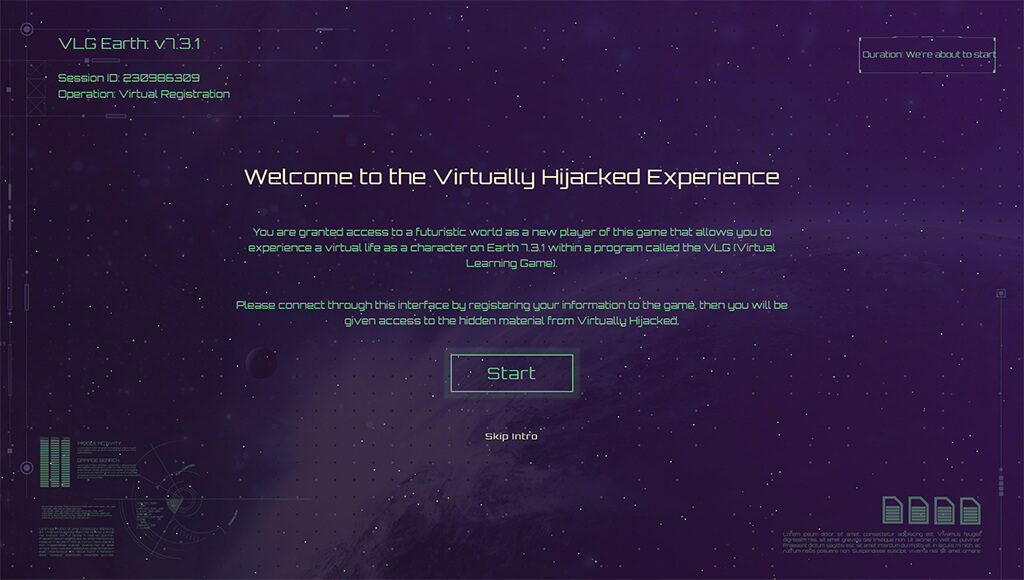 VLG Earth: v7.3.1
Duration: We're about to start
Session ID: 230986309
Operation: Virtual Registration
Welcome to the Virtually Hijacked Experience
You are granted access to a futuristic world as a new player of this game that allows you to
experience a virtual life as a character on Earth 7.3.1 within a program called the VLG (Virtual
Learning Game).
Please connect through this interface by registering your information to the game, then you will be
given access to the hidden material from Virtually Hijacked.
Start
Skip Intro
MIDDLE ACTIVITY
DAMAGE SEARCH
Lorem ipsum dolor sit amet, consectetur adipiscing elit. Vivamus feugiat
dignissim nisi, sit amet gravida